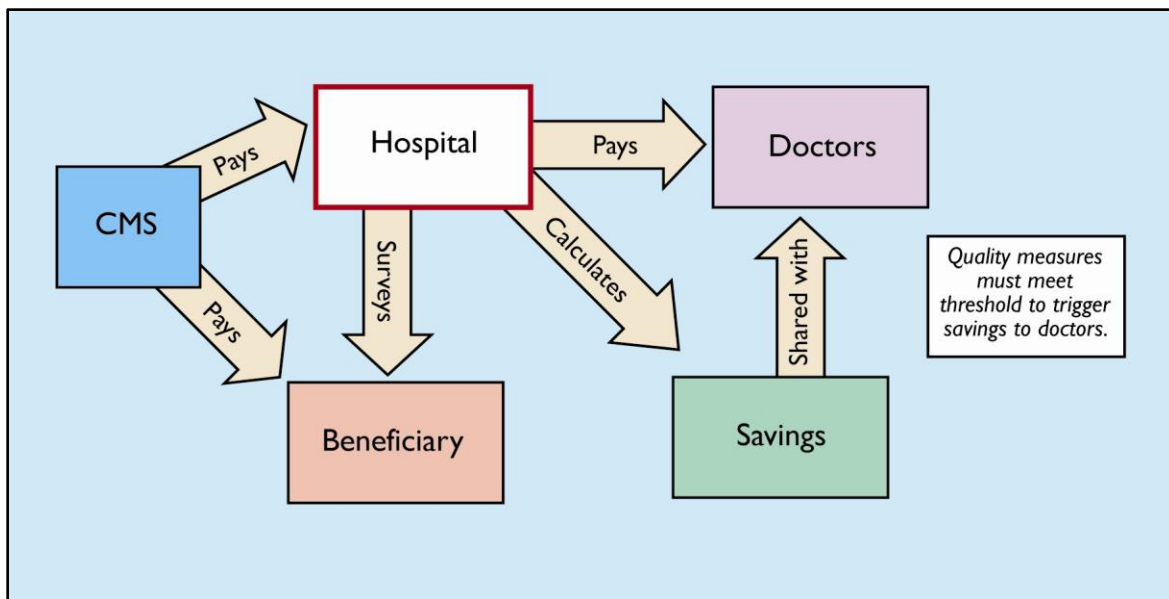 Hospital
Pays
Doctors
Pays
CMS
Pays
Surveys
Calculates
Shared with
Quality measures
must meet
threshold to trigger
savings to doctors.
Beneficiary
Savings